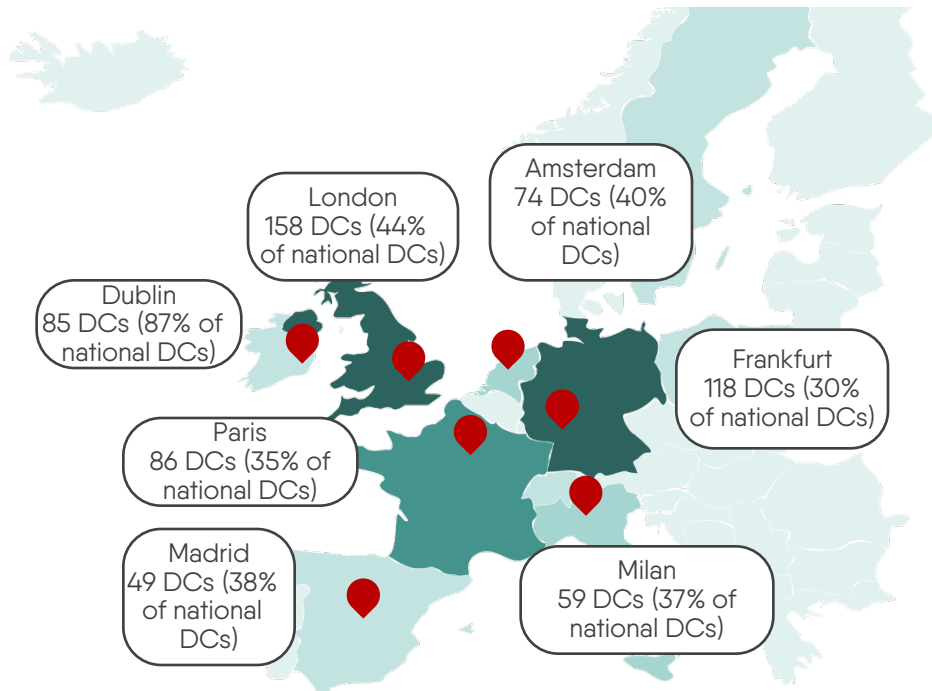 Amsterdam
74 DCs (40%
of national
DCs)
London
158 DCs (44%
of national DCs)
Dublin
85 DCs (87% of
national DCs)
Frankfurt
118 DCs (30%
of national DCs)
Paris
86 DCs (35% of
national DCs)
Madrid
49 DCs (38%
of national
DCs)
Milan
59 DCs (37% of
national DCs)